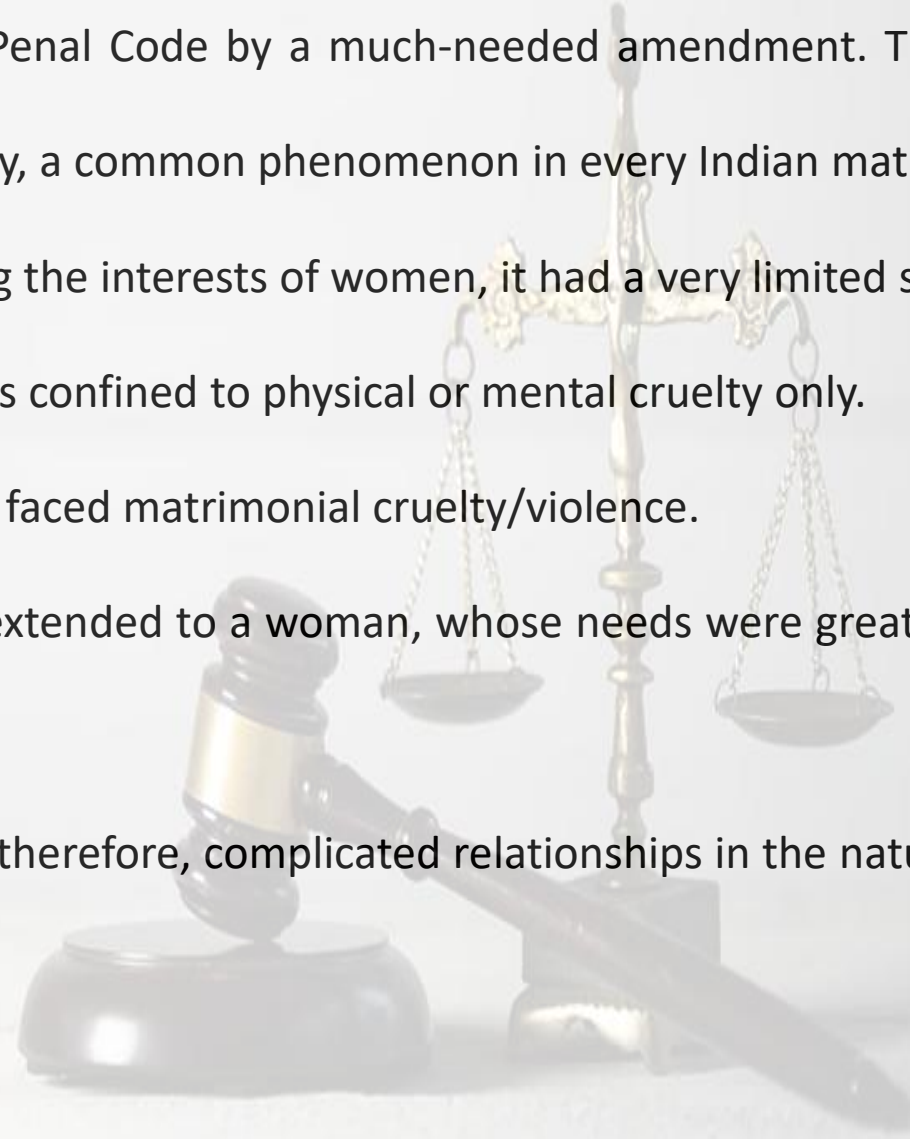 Penal Code by a much-needed amendment. T
y, a common phenomenon in every Indian mat
g the interests of women, it had a very limited s
s confined to physical or mental cruelty only.
faced matrimonial cruelty/violence.
extended to a woman, whose needs were great
therefore, complicated relationships in the natu